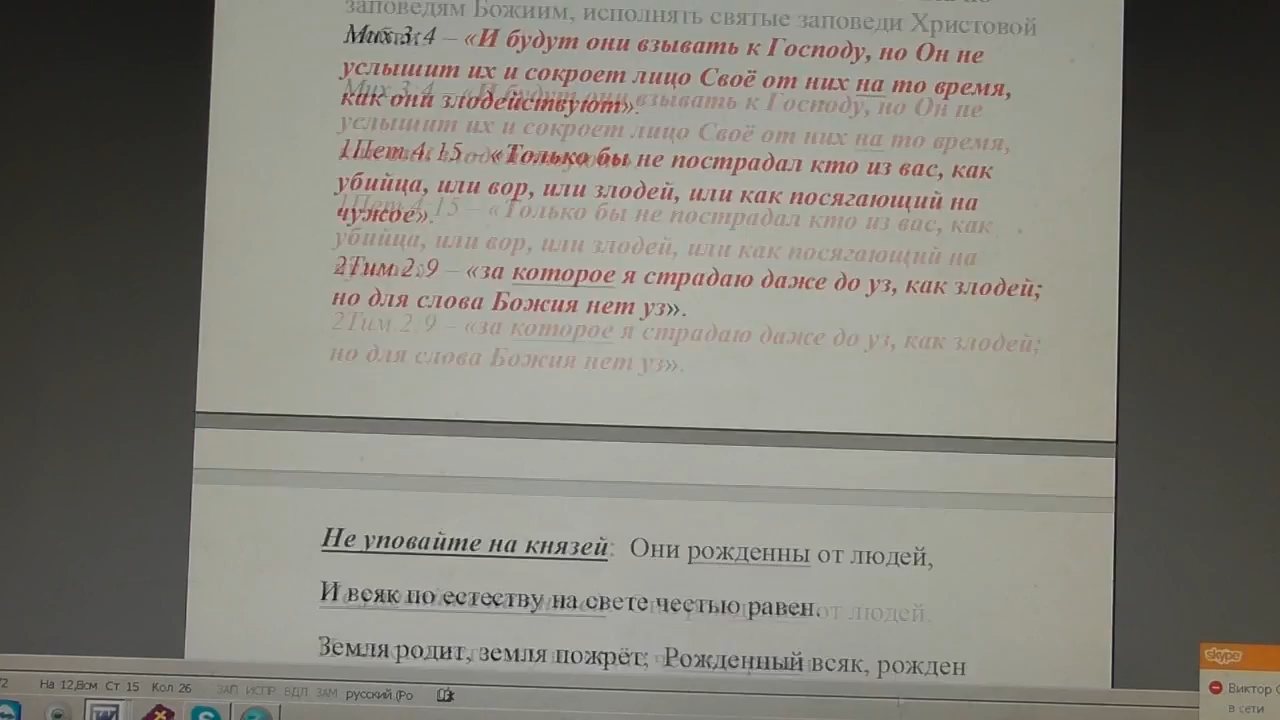 заповедям Божиим, исполнять святые заповеди Христовой
Мих.3:4 – «И будут они взывать к Господу, но Он не
услышит их и сокроет лицо Своё от них на то время,
как они злодействуют».
1Пет.4:15 – «Только бы не пострадал кто из вас, как
убийца, или вор, или злодей, или как посягающий на
чужое».
2Тим.2:9 – «за которое я страдаю даже до уз, как злодей;
но для слова Божия нет уз».
Не уповайте на князей: Они рожденны от людей,
И всяк по естеству на свете честью равен.
Земля родит, земля пожрёт; Рожденный всяк, рожден
/2 На 12,8см Ст 15 Кол 26 ЗАП ИСПР ВДЛ ЗАМ русский (Ро
skype
Виктор С
в сети